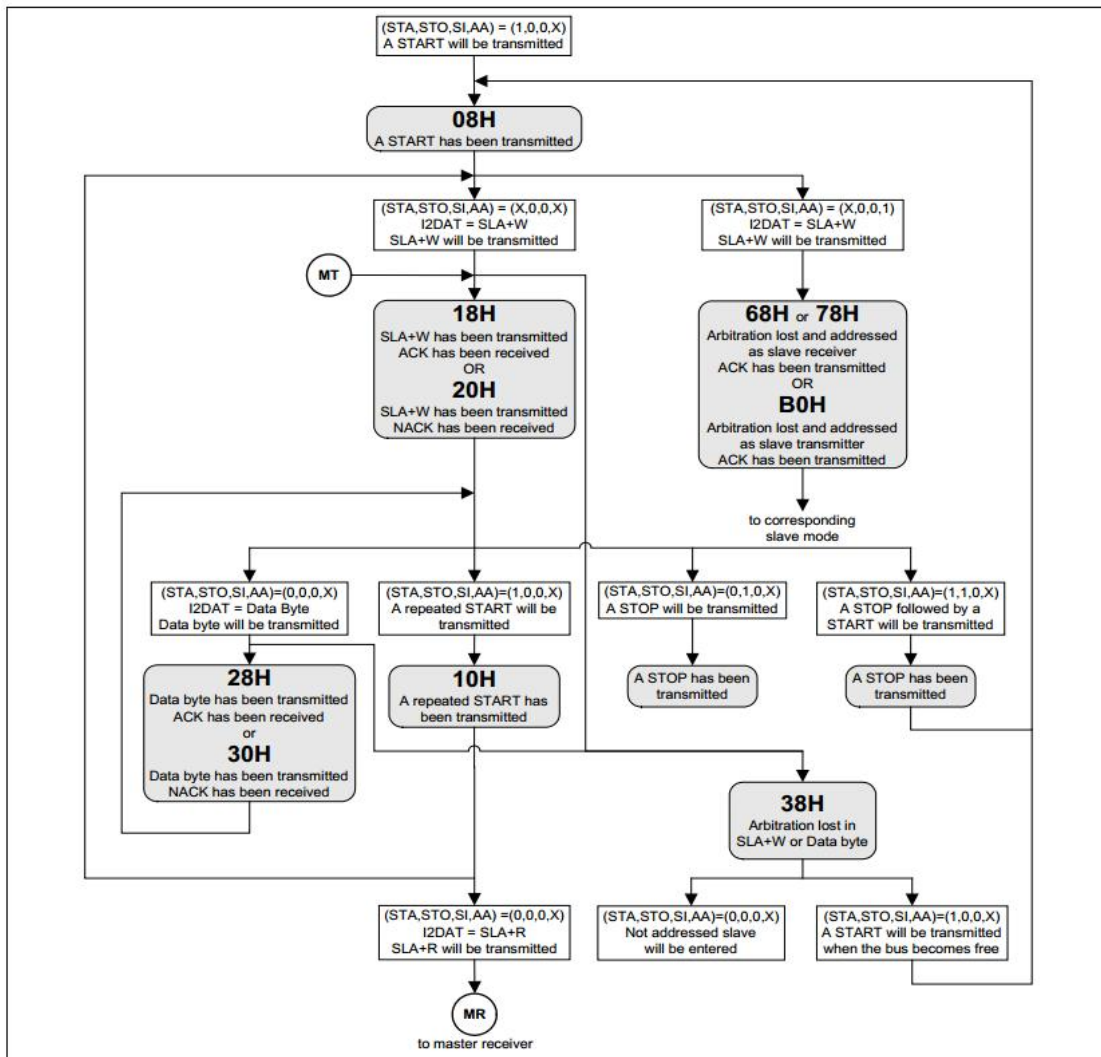 (STA,STO,SI,AA) = (1,0,0,X)
A START will be transmitted
08H
A START has been transmitted
(STA,STO,SI,AA) = (X,0,0,X)
I2DAT = SLA+W
SLA+W will be transmitted
(STA,STO,SI,AA) = (X,0,0,1)
I2DAT = SLA+W
SLA+W will be transmitted
MT
18H
SLA+W has been transmitted
ACK has been received
OR
20H
SLA+W has been transmitted
NACK has been received
68H or 78H
Arbitration lost and addressed
as slave receiver
ACK has been transmitted
OR
B0H
Arbitration lost and addressed
as slave transmitter
ACK has been transmitted
to corresponding
slave mode
(STA,STO,SI,AA)=(0,0,0,X)
I2DAT = Data Byte
Data byte will be transmitted
(STA,STO,SI,AA)=(1,0,0,X)
A repeated START will be
transmitted
(STA,STO,SI,AA)=(0,1,0,X)
A STOP will be transmitted
(STA,STO,SI,AA)=(1,1,0,X)
A STOP followed by a
START will be transmitted
28H
Data byte has been transmitted
ACK has been received
or
30H
Data byte has been transmitted
NACK has been received
10H
A repeated START has
been transmitted
A STOP has been
transmitted
A STOP has been
transmitted
38H
Arbitration lost in
SLA+W or Data byte
(STA,STO,SI,AA) =(0,0,0,X)
I2DAT = SLA+R
SLA+R will be transmitted
(STA,STO,SI,AA)=(0,0,0,X)
Not addressed slave
will be entered
(STA,STO,SI,AA)=(1,0,0,X)
A START will be transmitted
when the bus becomes free
MR
to master receiver